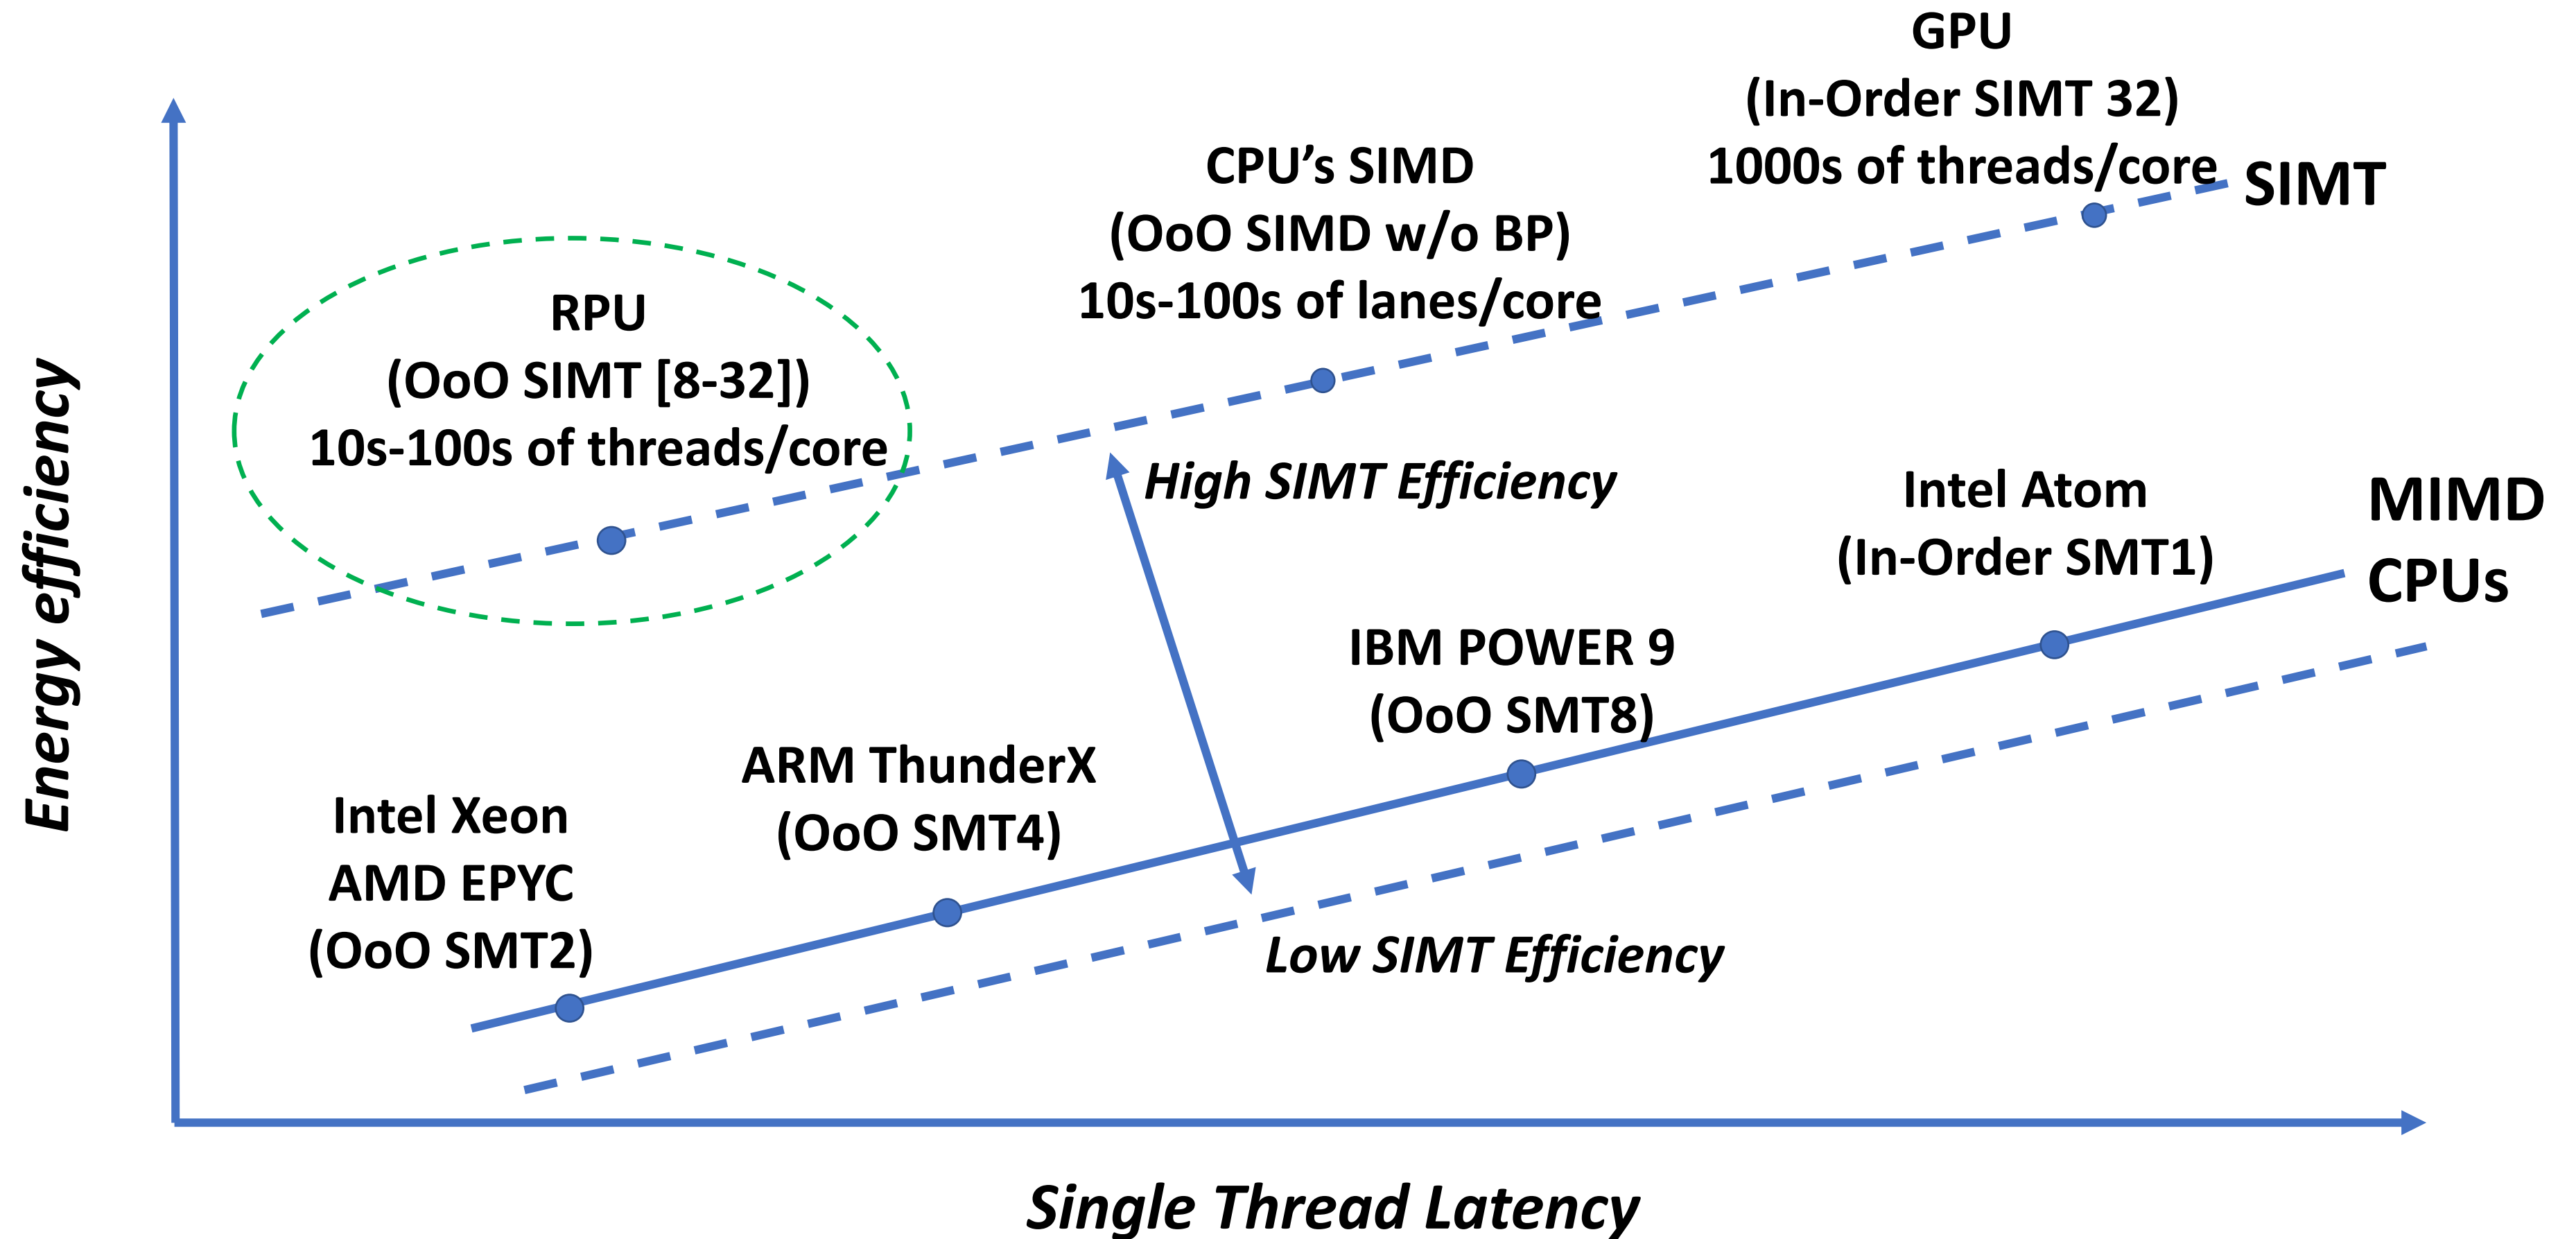 GPU
(In-Order SIMT 32)
1000s of threads/core
SIMT
CPU’s SIMD
(OoO SIMD w/o BP)
10s-100s of lanes/core
RPU
(OoO SIMT [8-32])
10s-100s of threads/core
High SIMT Efficiency
Intel Atom
(In-Order SMT1)
MIMD
CPUs
IBM POWER 9
(OoO SMT8)
ARM ThunderX
(OoO SMT4)
Intel Xeon
AMD EPYC
(OoO SMT2)
Low SIMT Efficiency
Energy efficiency
Single Thread Latency